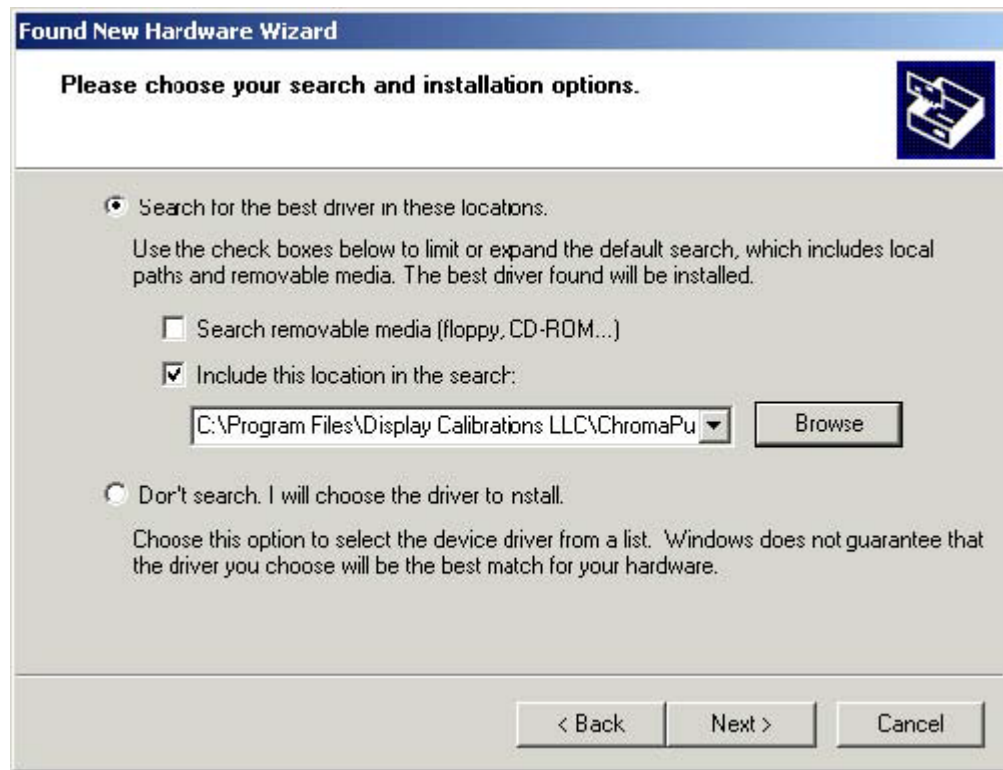 Found New Hardware Wizard
Please choose your search and installation options.
Search for the best driver in these locations.
Use the check boxes below to limit or expand the default search, which includes local
paths and removable media. The best driver found will be installed.
Search removable media (floppy, CD-ROM...)
Include this location in the search:
C:\Program Files\Display Calibrations LLC\ChromaPu
Browse
Don't search. I will choose the driver to install.
Choose this option to select the device driver from a list. Windows does not guarantee that
the driver you choose will be the best match for your hardware.
< Back Next > Cancel